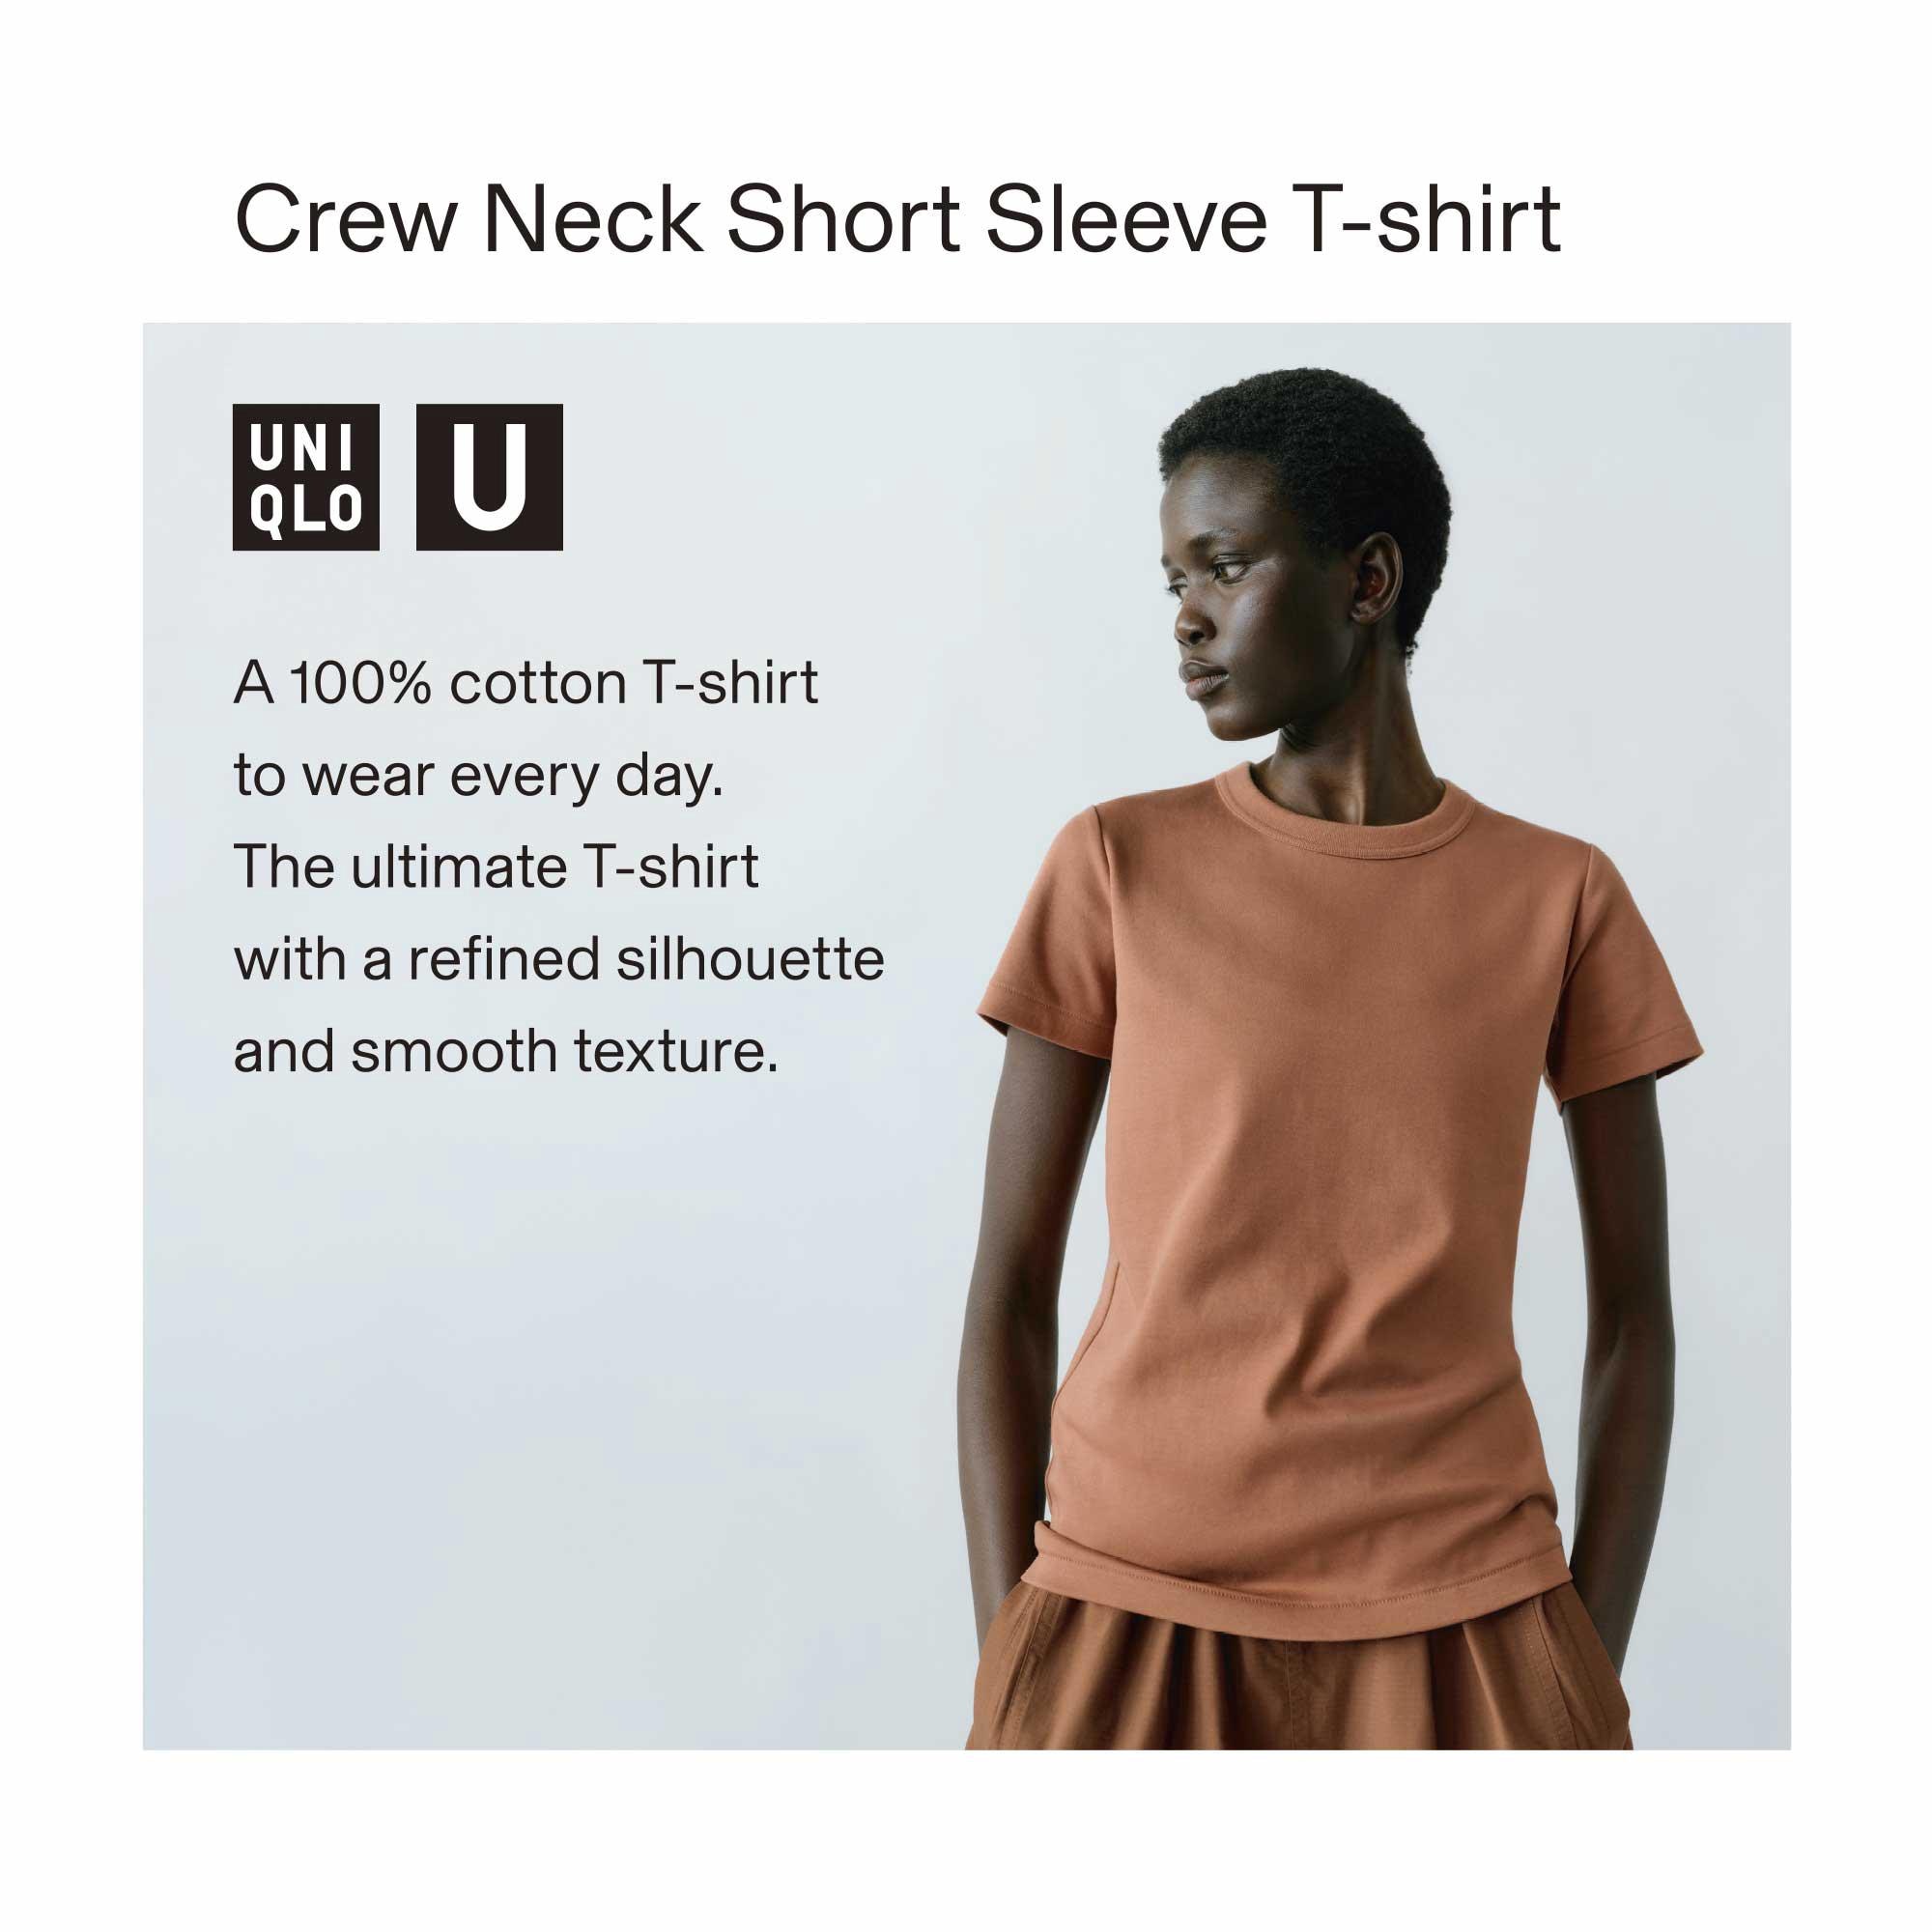 Crew Neck Short Sleeve T-shirt
UNI
QLO
U
A 100% cotton T-shirt
to wear every day.
The ultimate T-shirt
with a refined silhouette
and smooth texture.